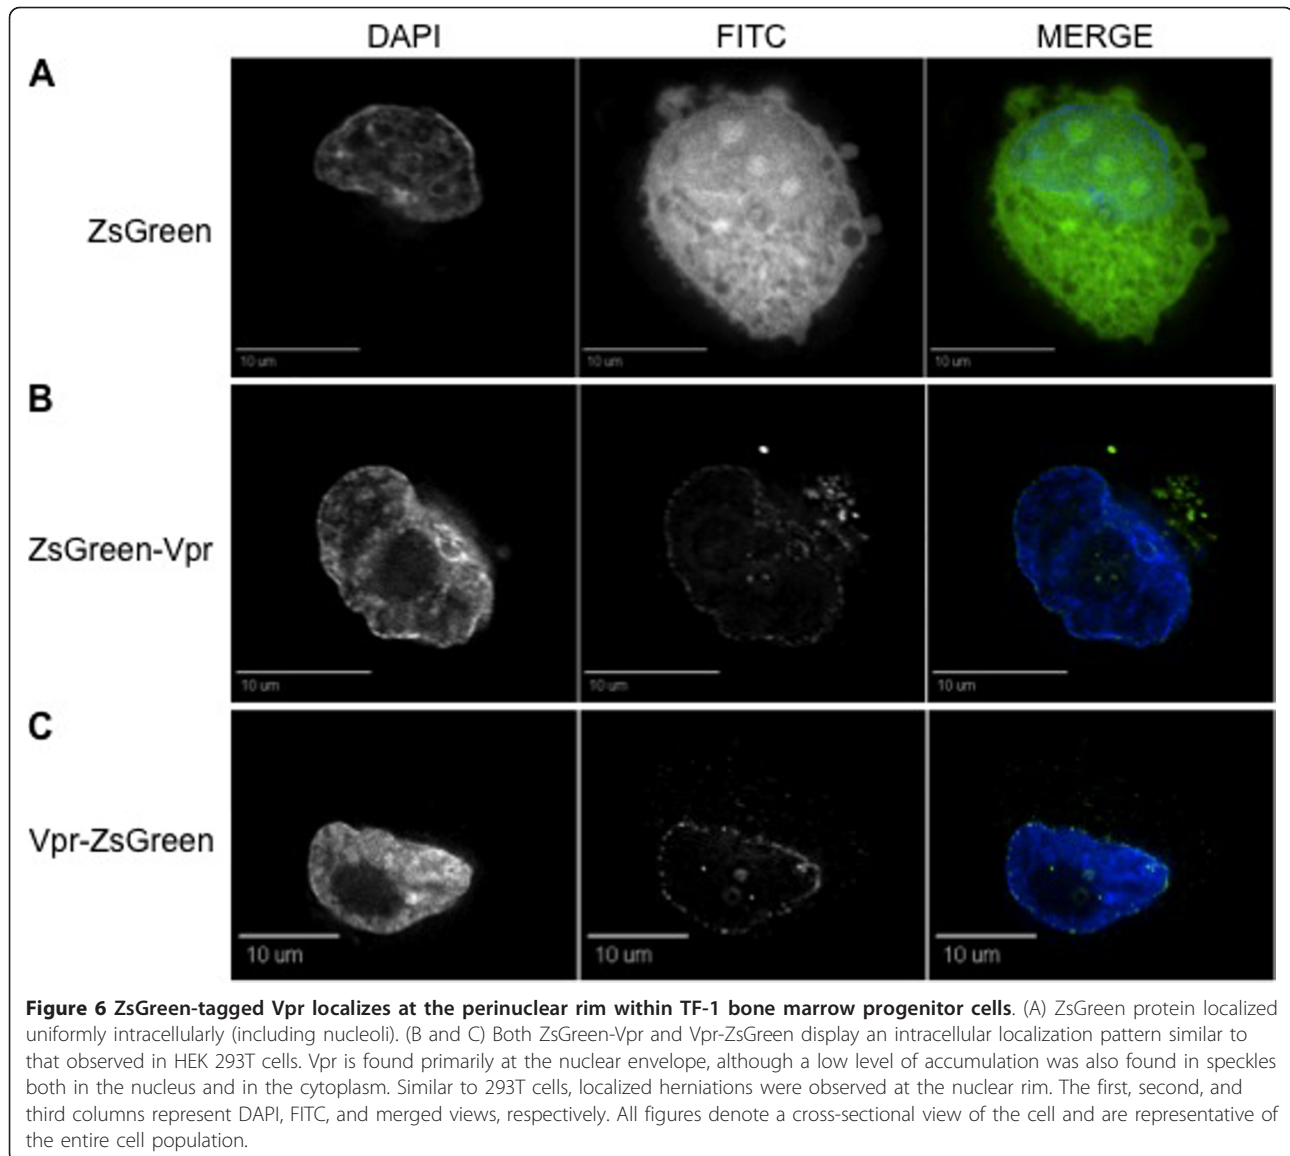 DAPI FITC MERGE
A
ZsGreen
10 um 10 um 10 um
B
ZsGreen-Vpr
10 um 10 um 10 um
C
Vpr-ZsGreen
10 um 10 um 10 um
Figure 6 ZsGreen-tagged Vpr localizes at the perinuclear rim within TF-1 bone marrow progenitor cells. (A) ZsGreen protein localized
uniformly intracellularly (including nucleoli). (B and C) Both ZsGreen-Vpr and Vpr-ZsGreen display an intracellular localization pattern similar to
that observed in HEK 293T cells. Vpr is found primarily at the nuclear envelope, although a low level of accumulation was also found in speckles
both in the nucleus and in the cytoplasm. Similar to 293T cells, localized herniations were observed at the nuclear rim. The first, second, and
third columns represent DAPI, FITC, and merged views, respectively. All figures denote a cross-sectional view of the cell and are representative of
the entire cell population.